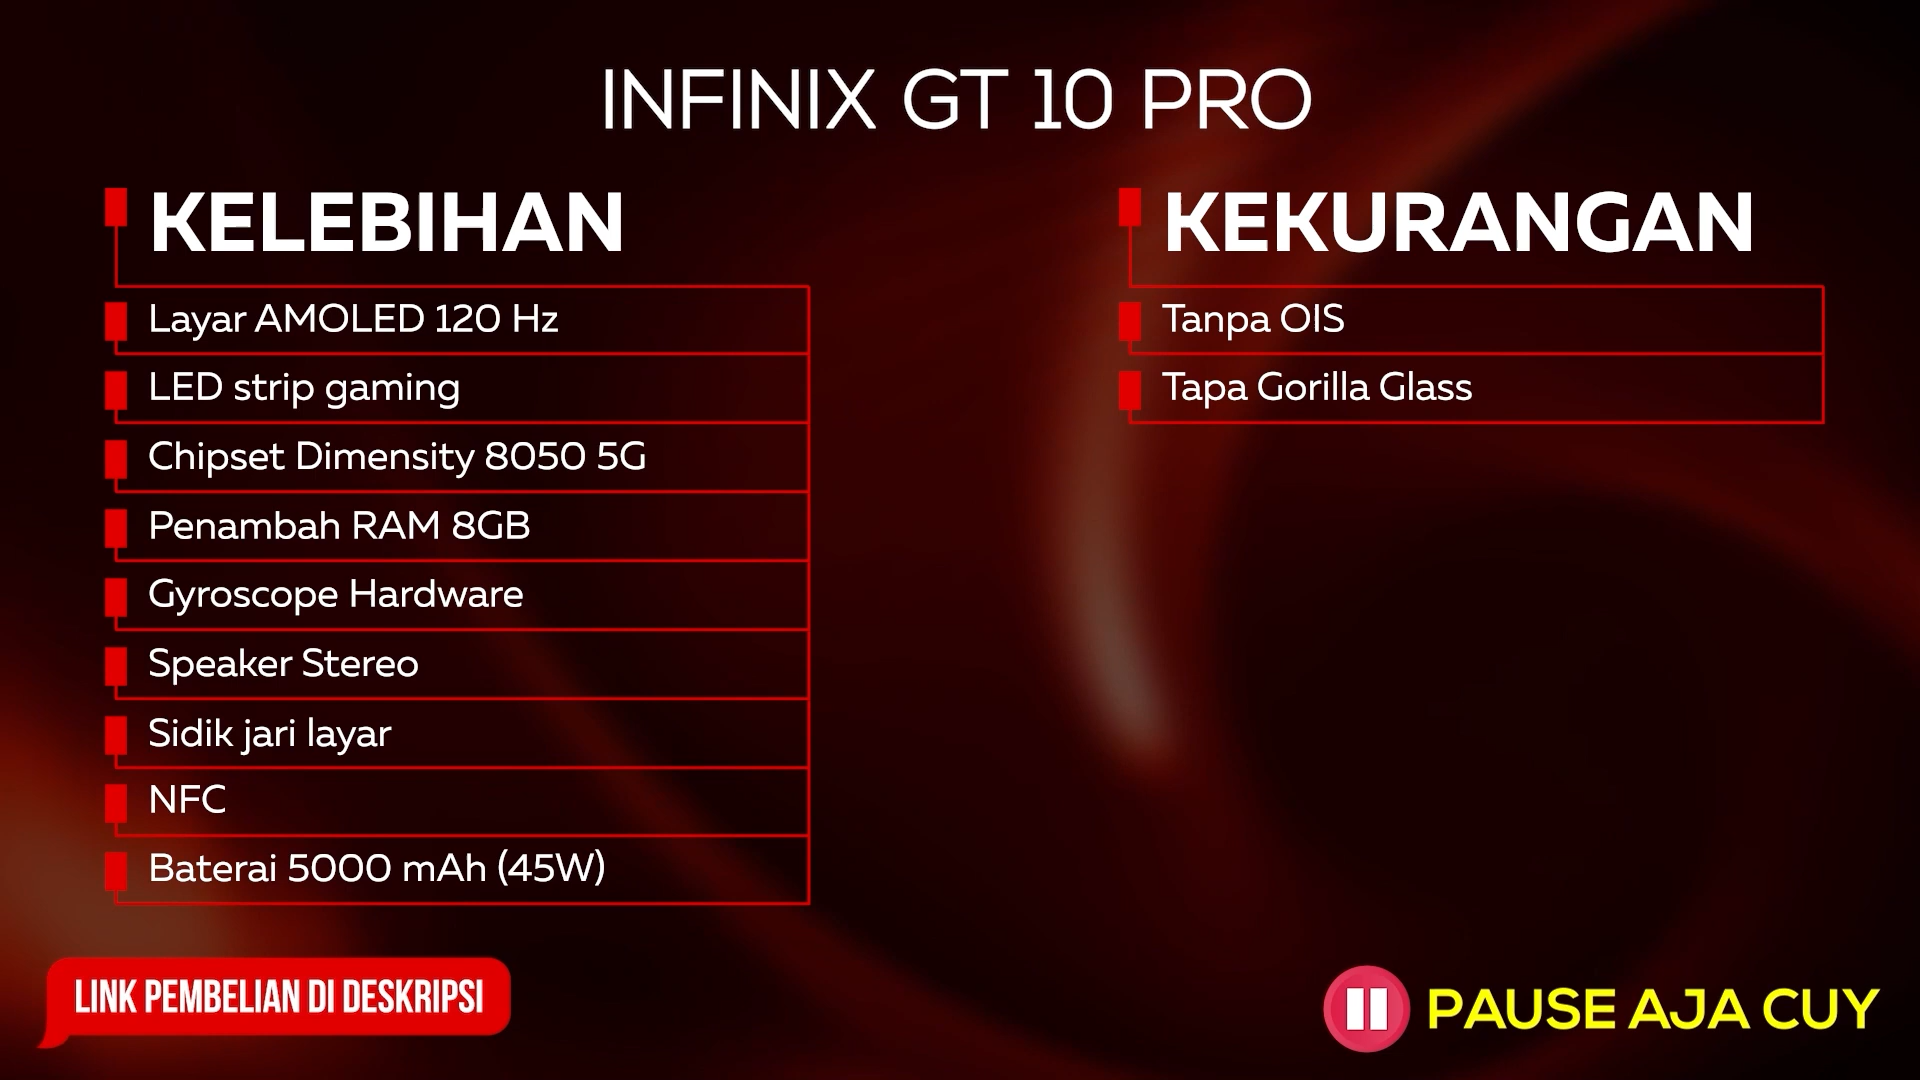 INFINIX GT 10 PRO
KELEBIHAN
Layar AMOLED 120 Hz
LED strip gaming
Chipset Dimensity 8050 5G
Penambah RAM 8GB
Gyroscope Hardware
Speaker Stereo
Sidik jari layar
NFC
Baterai 5000 mAh (45W)
KEKURANGAN
Tanpa OIS
Tapa Gorilla Glass
LINK PEMBELIAN DI DESKRIPSI
PAUSE AJA CUY